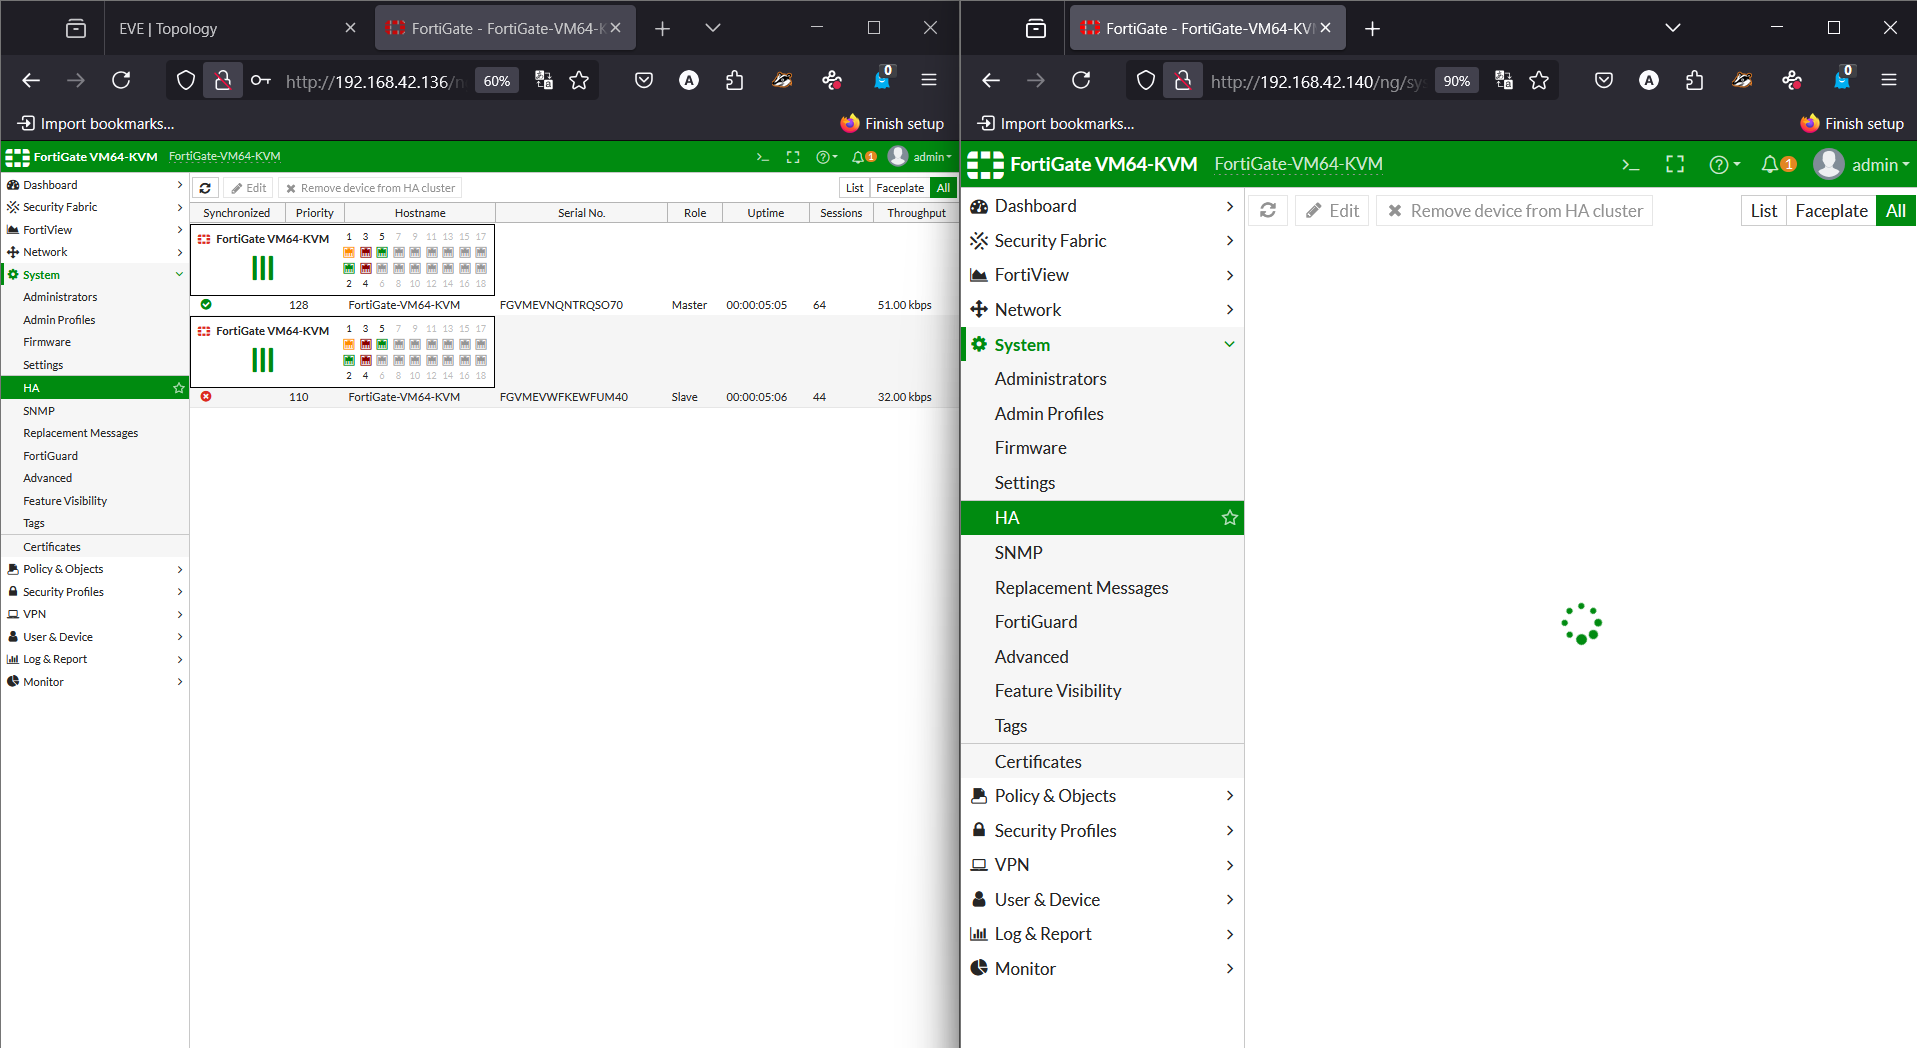 EVE | Topology
FortiGate - FortiGate-VM64-K
http://192.168.42.136/n
60%
A
0
Import bookmarks...
Finish setup
FortiGate VM64-KVM FortiGate-VM64-KVM
>_
1
admin
Dashboard
Security Fabric
FortiView
Network
System
Administrators
Admin Profiles
Firmware
Settings
HA
SNMP
Replacement Messages
FortiGuard
Advanced
Feature Visibility
Tags
Certificates
Policy & Objects
Security Profiles
VPN
User & Device
Log & Report
Monitor
Edit
Remove device from HA cluster
List Faceplate All
Synchronized Priority Hostname Serial No. Role Uptime Sessions Throughput
FortiGate VM64-KVM
1 3 5 7 9 11 13 15 17
2 4 6 8 10 12 14 16 18
128 FortiGate-VM64-KVM FGVMEVNQNTRQSO70 Master 00:00:05:05 64 51.00 kbps
FortiGate VM64-KVM
1 3 5 7 9 11 13 15 17
2 4 6 8 10 12 14 16 18
110 FortiGate-VM64-KVM FGVMEVWFKEWFUM40 Slave 00:00:05:06 44 32.00 kbps
FortiGate - FortiGate-VM64-KV
http://192.168.42.140/ng/sys
90%
A
0
Import bookmarks...
Finish setup
FortiGate VM64-KVM FortiGate-VM64-KVM
>_
1
admin
Dashboard
Security Fabric
FortiView
Network
System
Administrators
Admin Profiles
Firmware
Settings
HA
SNMP
Replacement Messages
FortiGuard
Advanced
Feature Visibility
Tags
Certificates
Policy & Objects
Security Profiles
VPN
User & Device
Log & Report
Monitor
Edit
Remove device from HA cluster
List Faceplate All